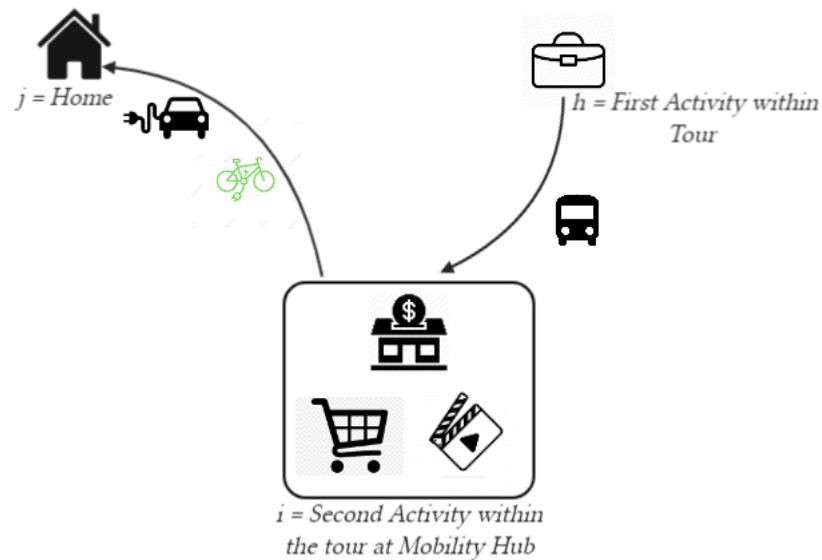 j = Home
h = First Activity within
Tour
$
i = Second Activity within
the tour at Mobility Hub